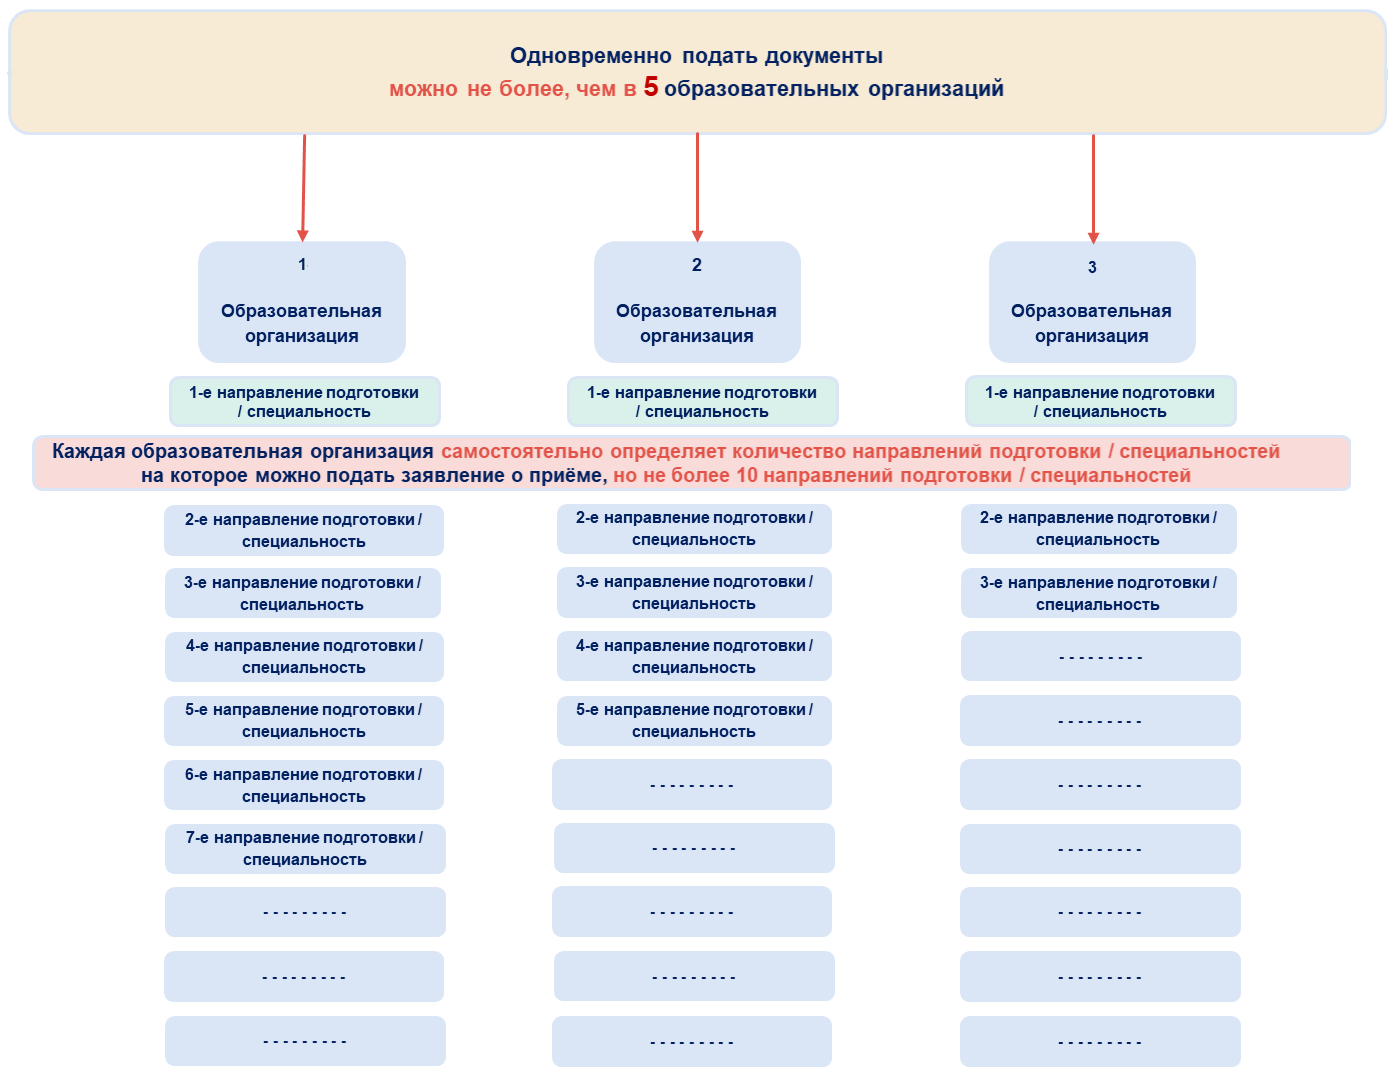 Одновременно подать документы
можно не более, чем в 5 образовательных организаций
1
Образовательная
организация
2
Образовательная
организация
3
Образовательная
организация
1-е направление подготовки
/ специальность
1-е направление подготовки
/ специальность
1-е направление подготовки
/ специальность
Каждая образовательная организация самостоятельно определяет количество направлений подготовки / специальностей
на которое можно подать заявление о приёме, но не более 10 направлений подготовки / специальностей
2-е направление подготовки /
специальность
2-е направление подготовки /
специальность
2-е направление подготовки /
специальность
3-е направление подготовки /
специальность
3-е направление подготовки /
специальность
3-е направление подготовки /
специальность
4-е направление подготовки /
специальность
4-е направление подготовки /
специальность
- - - - - - - - -
5-е направление подготовки /
специальность
5-е направление подготовки /
специальность
- - - - - - - - -
6-е направление подготовки /
специальность
- - - - - - - - -
- - - - - - - - -
7-е направление подготовки /
специальность
- - - - - - - - -
- - - - - - - - -
- - - - - - - - -
- - - - - - - - -
- - - - - - - - -
- - - - - - - - -
- - - - - - - - -
- - - - - - - - -
- - - - - - - - -
- - - - - - - - -
- - - - - - - - -